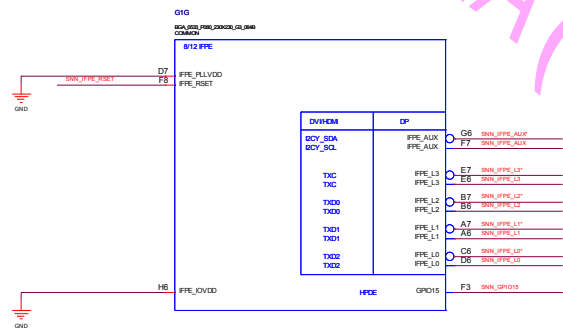 G1G
COMMON
8/12 IFPE
D7 IFPE_PLLVDD
SNN_IFPE_RSET F8 IFPE_RSET
GND
DVI/HDMI DP
I2CY_SDA IFPE_AUX G6 SNN_IFPE_AUX*
I2CY_SCL IFPE_AUX F7 SNN_IFPE_AUX
TXC IFPE_L3 E7 SNN_IFPE_L3*
TXC IFPE_L3 E6 SNN_IFPE_L3
TXD0 IFPE_L2 B7 SNN_IFPE_L2*
TXD0 IFPE_L2 B6 SNN_IFPE_L2
TXD1 IFPE_L1 A7 SNN_IFPE_L1*
TXD1 IFPE_L1 A6 SNN_IFPE_L1
TXD2 IFPE_L0 C6 SNN_IFPE_L0*
TXD2 IFPE_L0 D6 SNN_IFPE_L0
H6 IFPE_IOVDD HPDE GPIO15 F3 SNN_GPIO15
GND